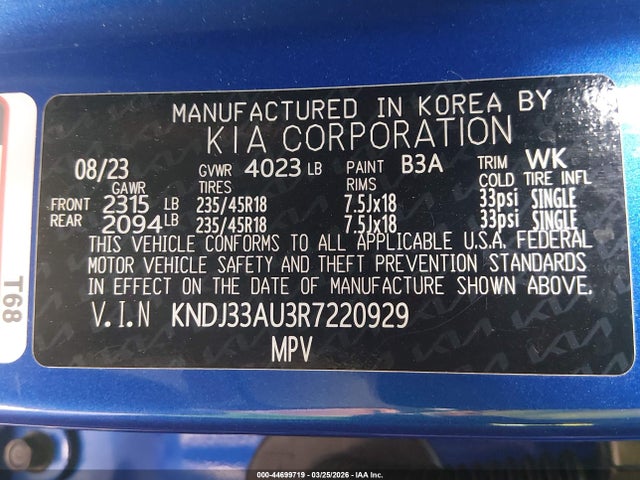 MANUFACTURED IN KOREA BY
KIA CORPORATION
08/23 GVWR 4023 LB PAINT B3A TRIM WK
GAWR TIRES RIMS COLD TIRE INFL
FRONT 2315 LB 235/45R18 7.5Jx18 33psi SINGLE
REAR 2094 LB 235/45R18 7.5Jx18 33psi SINGLE
THIS VEHICLE CONFORMS TO ALL APPLICABLE U.S.A. FEDERAL
MOTOR VEHICLE SAFETY AND THEFT PREVENTION STANDARDS
IN EFFECT ON THE DATE OF MANUFACTURE SHOWN ABOVE.
V.I.N KNDJ33AU3R7220929
MPV
T68
000-44699719 - 03/25/2026 - IAA Inc.